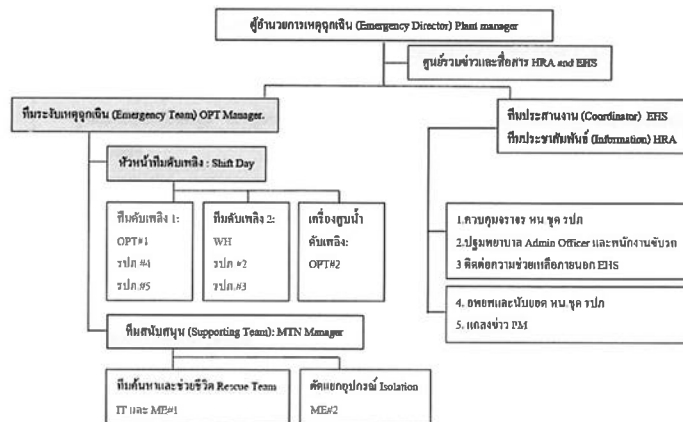 ผู้อำนวยการเหตุฉุกเฉิน (Emergency Director) Plant manager
ศูนย์รวมข่าวและสื่อสาร HRA and EHS
ทีมระงับเหตุฉุกเฉิน (Emergency Team) OPT Manager.
ทีมประสานงาน (Coordinator) EHS
ทีมประชาสัมพันธ์ (Information) HRA
หัวหน้าทีมดับเพลิง : Shift Day
ทีมดับเพลิง 1:
OPT#1
รปภ #4
รปภ.#5
ทีมดับเพลิง 2:
WH
รปภ #2
รปภ.#3
เครื่องสูบน้ำ
ดับเพลิง:
OPT#2
1.ควบคุมจราจร หน ชุด รปภ
2.ปฐมพยาบาล Admin Officer และพนักงานขับรถ
3 ติดต่อความช่วยเหลือภายนอก EHS
4. อพยพและนับยอด หน.ชุด รปภ
5. แถลงข่าว PM
ทีมสนับสนุน (Supporting Team): MTN Manager
ทีมค้นหาและช่วยชีวิต Rescue Team
IT และ ME#1
ตัดแยกอุปกรณ์ Isolation
ME#2